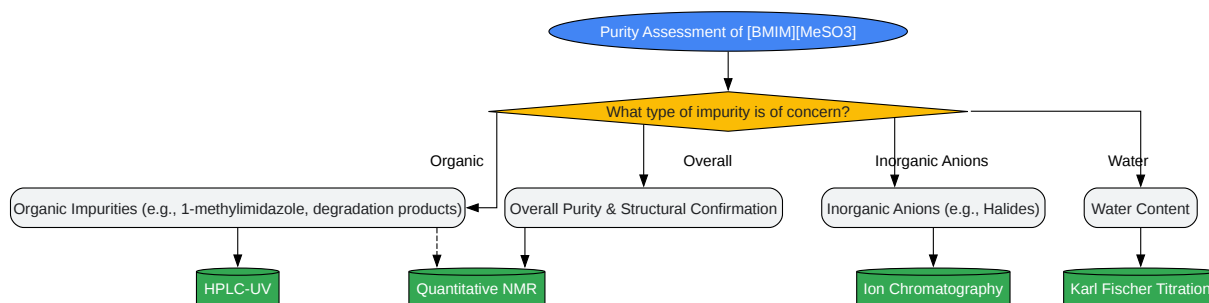 Purity Assessment of [BMIM][MeSO3]
What type of impurity is of concern?
Organic
Overall
Inorganic Anions
Water
Organic Impurities (e.g., 1-methylimidazole, degradation products)
Overall Purity & Structural Confirmation
Inorganic Anions (e.g., Halides)
Water Content
HPLC-UV
Quantitative NMR
Ion Chromatography
Karl Fischer Titration